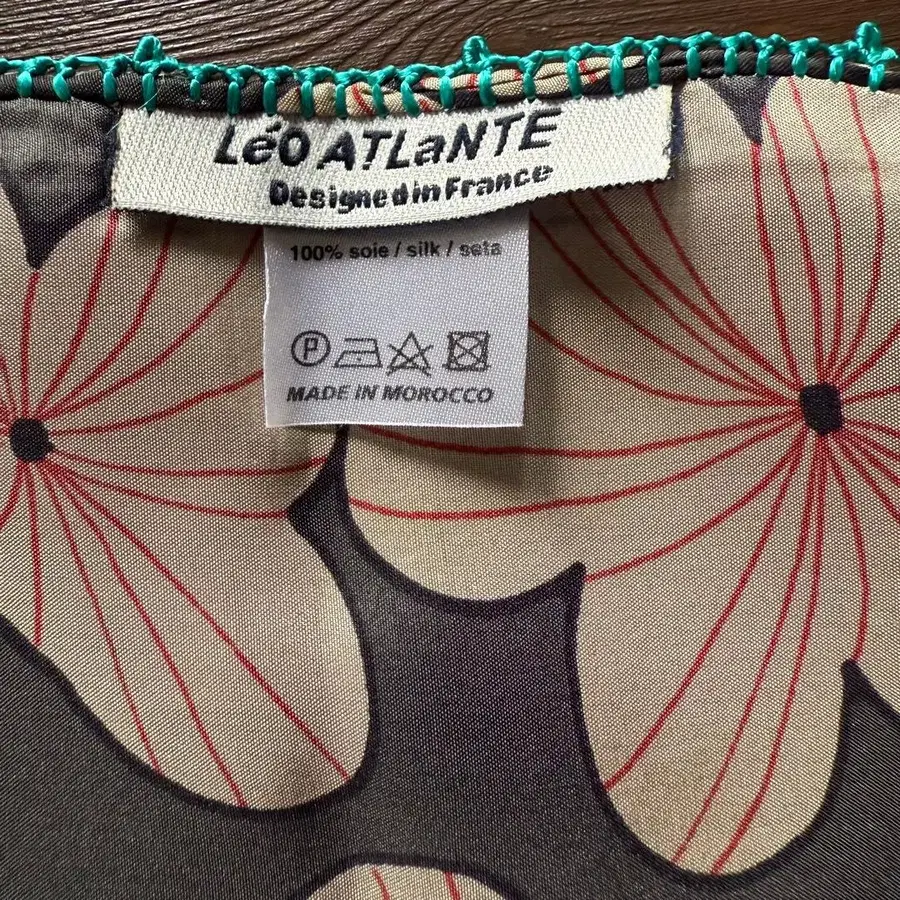 LéO ATLaNTE
Designed in France
100% soie / silk / seta
P
MADE IN MOROCCO